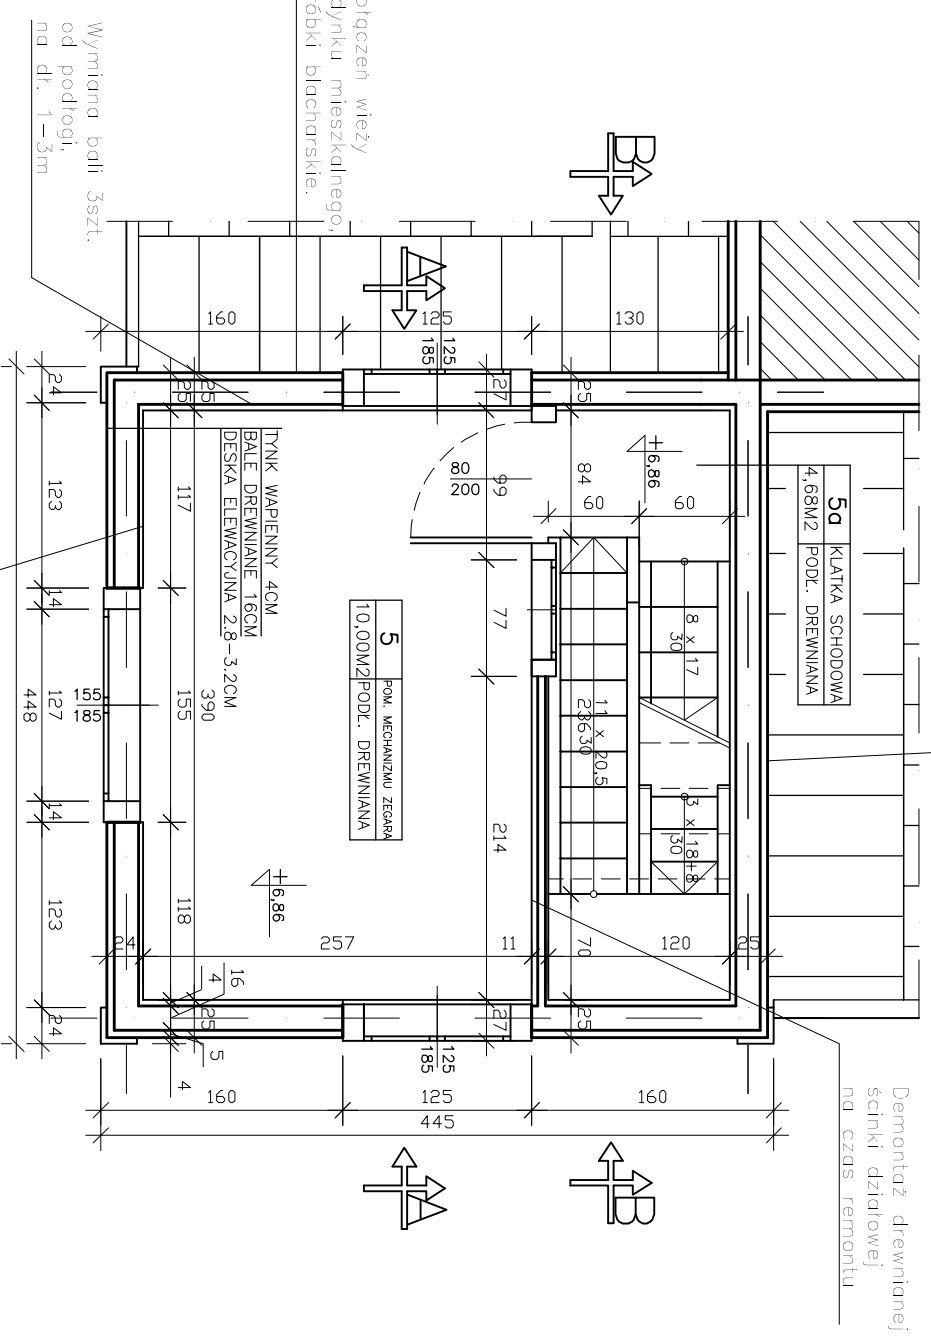 ołączeń wieży
dynku mieszkalnego,
óbki blacharskie.
Wymiana bali 3szt.
od podłogi,
na dł. 1-3m
B
A
160
125
130
125
185
24
25
25
27
25
123
117
99
84
60
60
+6,86
80
200
5a
KLATKA SCHODOWA
4,68M2
PODŁ. DREWNIANA
TYNK WAPIENNY 4CM
BALE DREWNIANE 16CM
DESKA ELEWACYJNA 2.8-3.2CM
5
POM. MECHANIZMU ZEGARA
10,00M2
PODŁ. DREWNIANA
8 x 17
30
11 x 20,5
3 x 18+8
30
14
127
14
448
155
185
155
390
77
214
123
118
+6,86
24
257
11
70
120
25
16
4
24
25
27
25
5
4
125
185
160
125
160
445
A
B
Demontaż drewnianej
ścinki działowej
na czas remontu